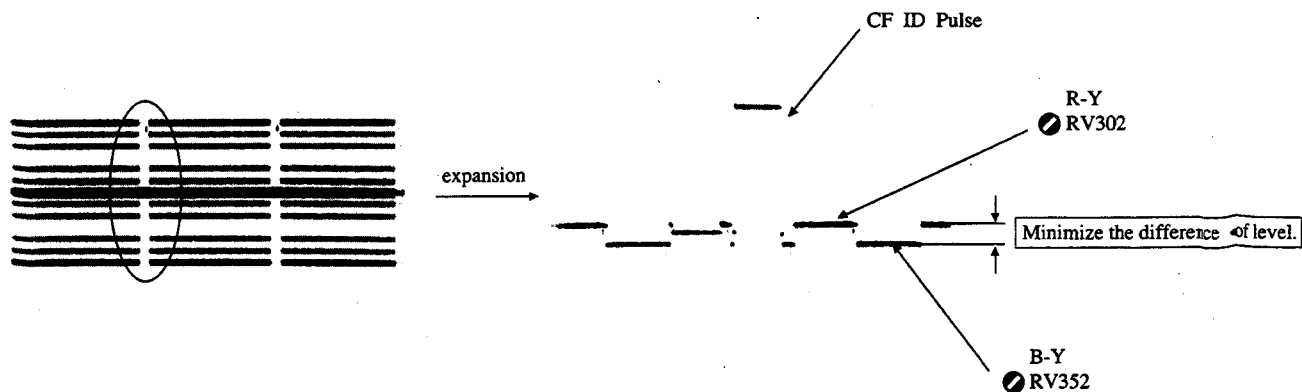 CF ID Pulse
R-Y
RV302
expansion
Minimize the difference of level.
B-Y
RV352